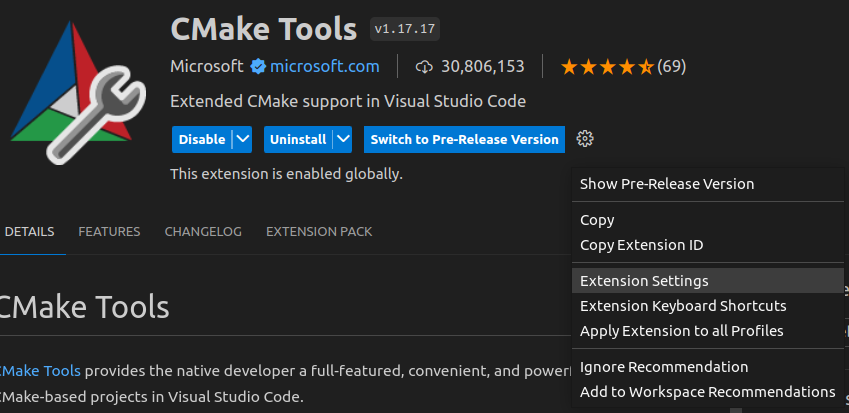 CMake Tools v1.17.17
Microsoft microsoft.com 30,806,153 (69)
Extended CMake support in Visual Studio Code
Disable Uninstall Switch to Pre-Release Version
This extension is enabled globally.
Show Pre-Release Version
Copy
Copy Extension ID
Extension Settings
Extension Keyboard Shortcuts
Apply Extension to all Profiles
Ignore Recommendation
Add to Workspace Recommendations
DETAILS FEATURES CHANGELOG EXTENSION PACK
CMake Tools
CMake Tools provides the native developer a full-featured, convenient, and
CMake-based projects in Visual Studio Code.